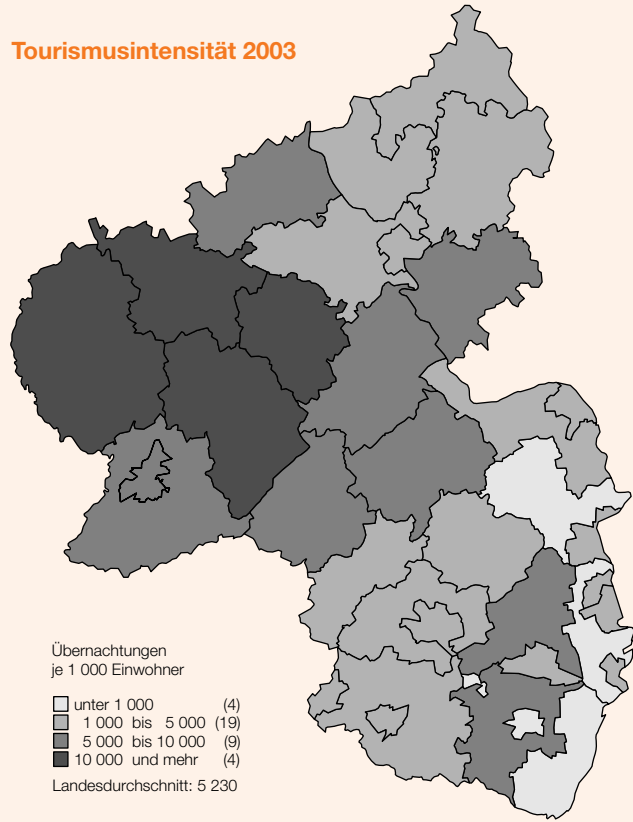 Tourismusintensität 2003
Übernachtungen
je 1 000 Einwohner
unter 1 000 (4)
1 000 bis 5 000 (19)
5 000 bis 10 000 (9)
10 000 und mehr (4)
Landesdurchschnitt: 5 230